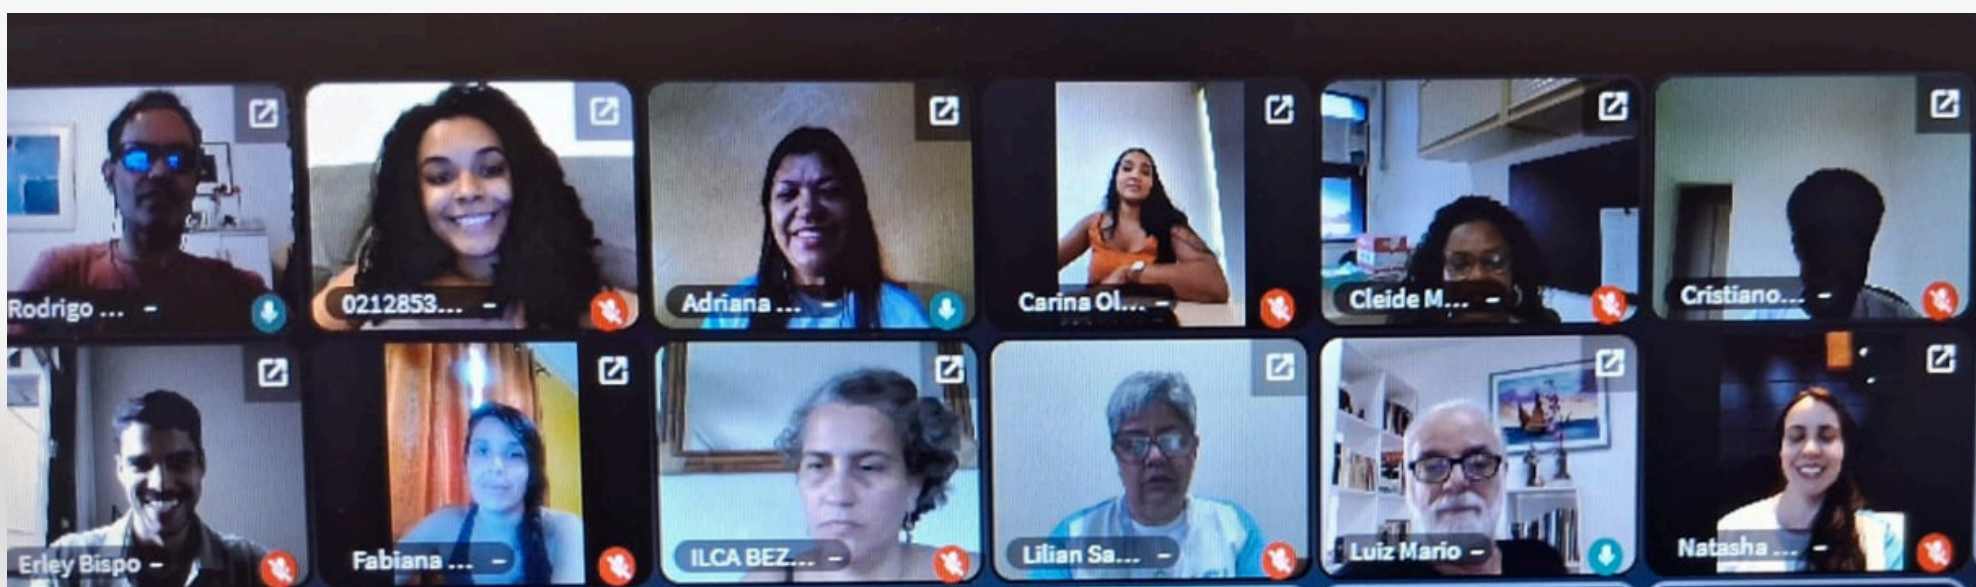 Rodrigo ... –
0212853... –
Adriana ... –
Carina Ol... –
Cleide M... –
Cristiano... –
Erley Bispo –
Fabiana ... –
ILCA BEZ... –
Lilian Sa... –
Luiz Mario –
Natasha ... –